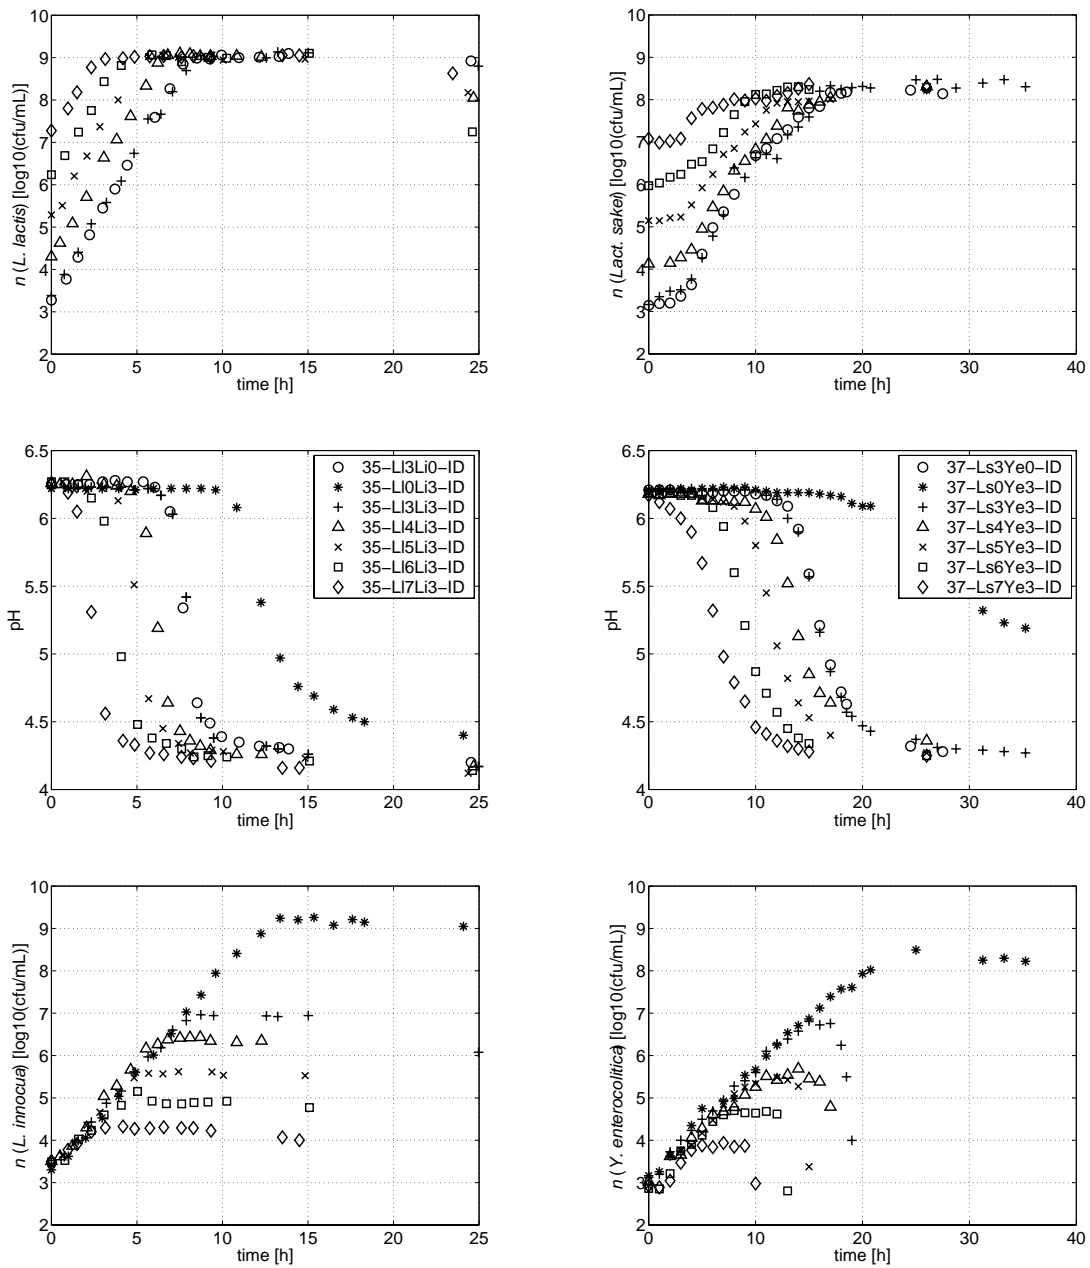 n (L. lactis) [log10(cfu/mL)]
10
9
8
7
6
5
4
3
2
0 5 10 15 20 25
time [h]
n (Lact. sakei) [log10(cfu/mL)]
10
9
8
7
6
5
4
3
2
0 10 20 30 40
time [h]
pH
6.5
6
5.5
5
4.5
4
0 5 10 15 20 25
time [h]
35−Ll3Li0−ID
35−Ll0Li3−ID
35−Ll3Li3−ID
35−Ll4Li3−ID
35−Ll5Li3−ID
35−Ll6Li3−ID
35−Ll7Li3−ID
pH
6.5
6
5.5
5
4.5
4
0 10 20 30 40
time [h]
37−Ls3Ye0−ID
37−Ls0Ye3−ID
37−Ls3Ye3−ID
37−Ls4Ye3−ID
37−Ls5Ye3−ID
37−Ls6Ye3−ID
37−Ls7Ye3−ID
n (L. innocua) [log10(cfu/mL)]
10
9
8
7
6
5
4
3
2
0 5 10 15 20 25
time [h]
n (Y. enterocolitica) [log10(cfu/mL)]
10
9
8
7
6
5
4
3
2
0 10 20 30 40
time [h]